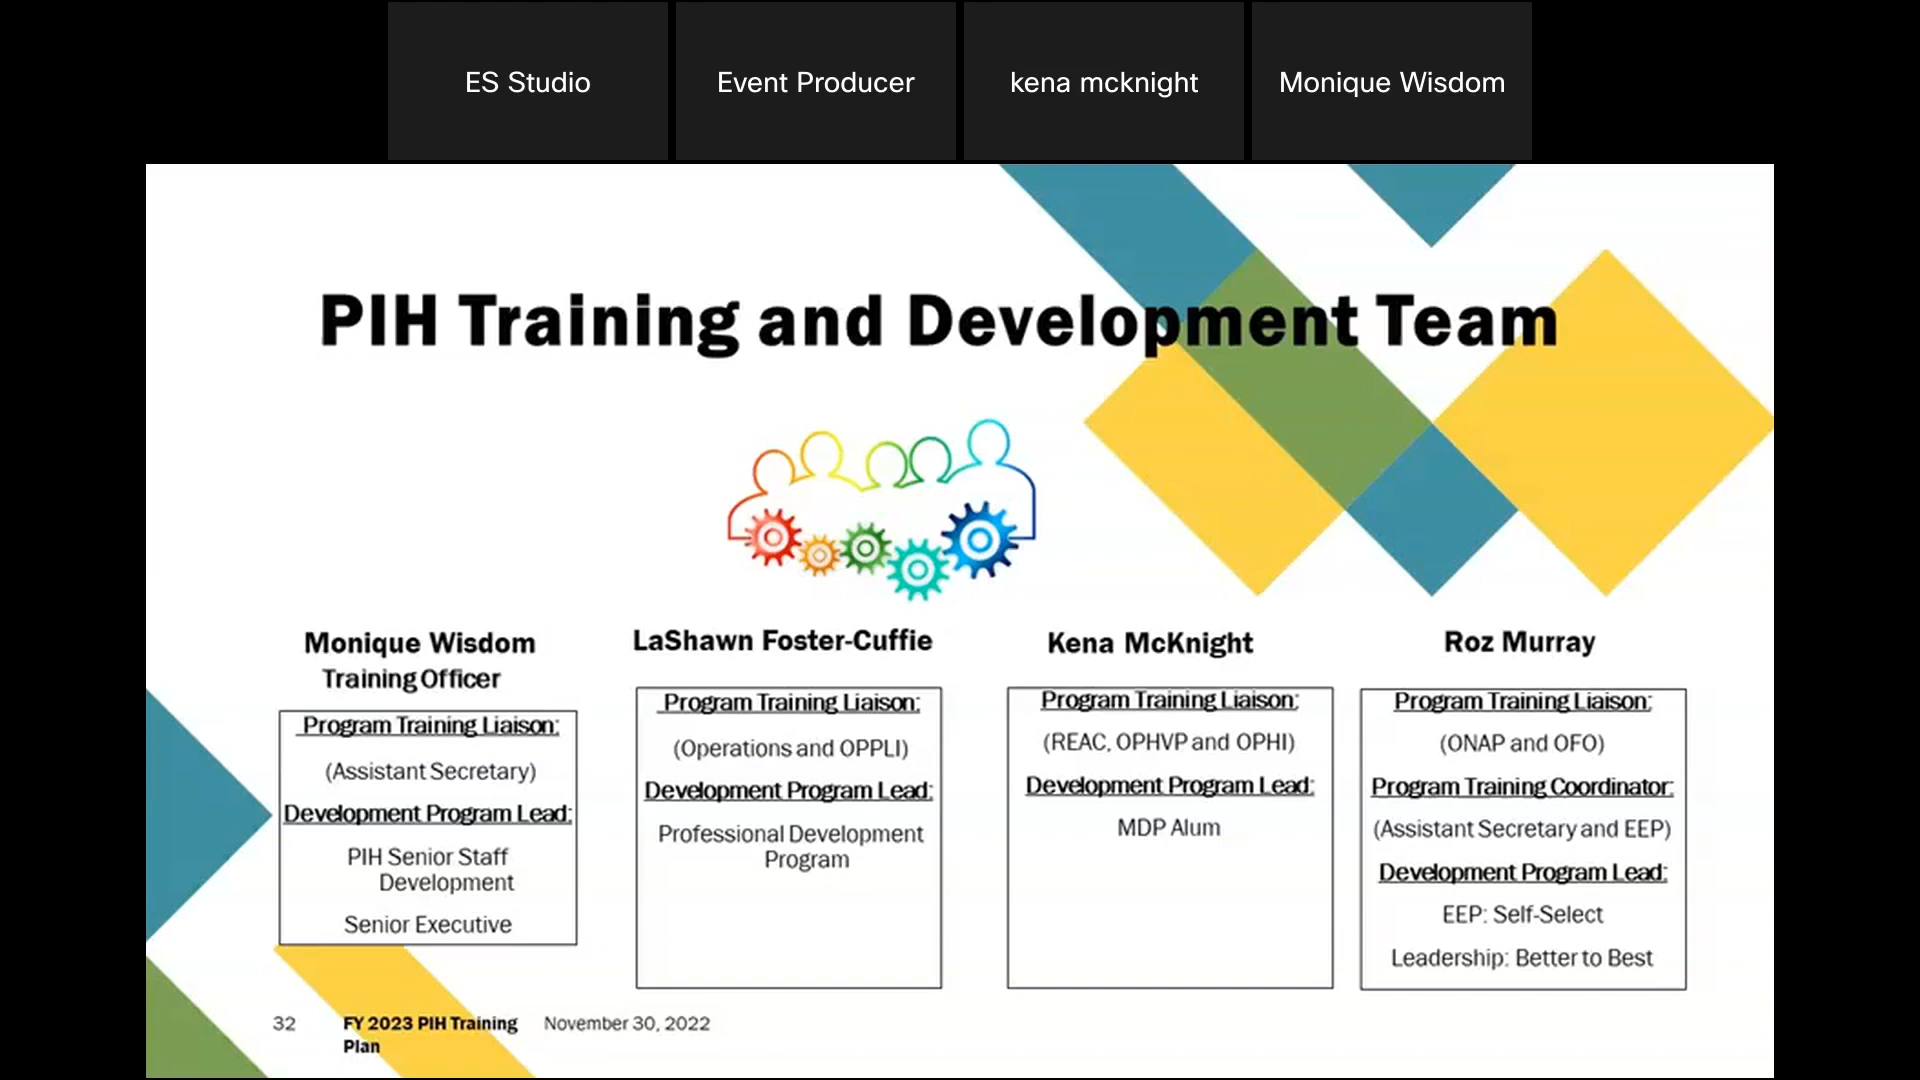 ES Studio
Event Producer
kena mcknight
Monique Wisdom
PIH Training and Development Team
Monique Wisdom
Training Officer
Program Training Liaison:
(Assistant Secretary)
Development Program Lead:
PIH Senior Staff
Development
Senior Executive
LaShawn Foster-Cuffie
Program Training Liaison:
(Operations and OPPLI)
Development Program Lead:
Professional Development
Program
Kena McKnight
Program Training Liaison:
(REAC, OPHVP and OPHI)
Development Program Lead:
MDP Alum
Roz Murray
Program Training Liaison:
(ONAP and OFO)
Program Training Coordinator:
(Assistant Secretary and EEP)
Development Program Lead:
EEP: Self-Select
Leadership: Better to Best
32
FY 2023 PIH Training
Plan
November 30, 2022